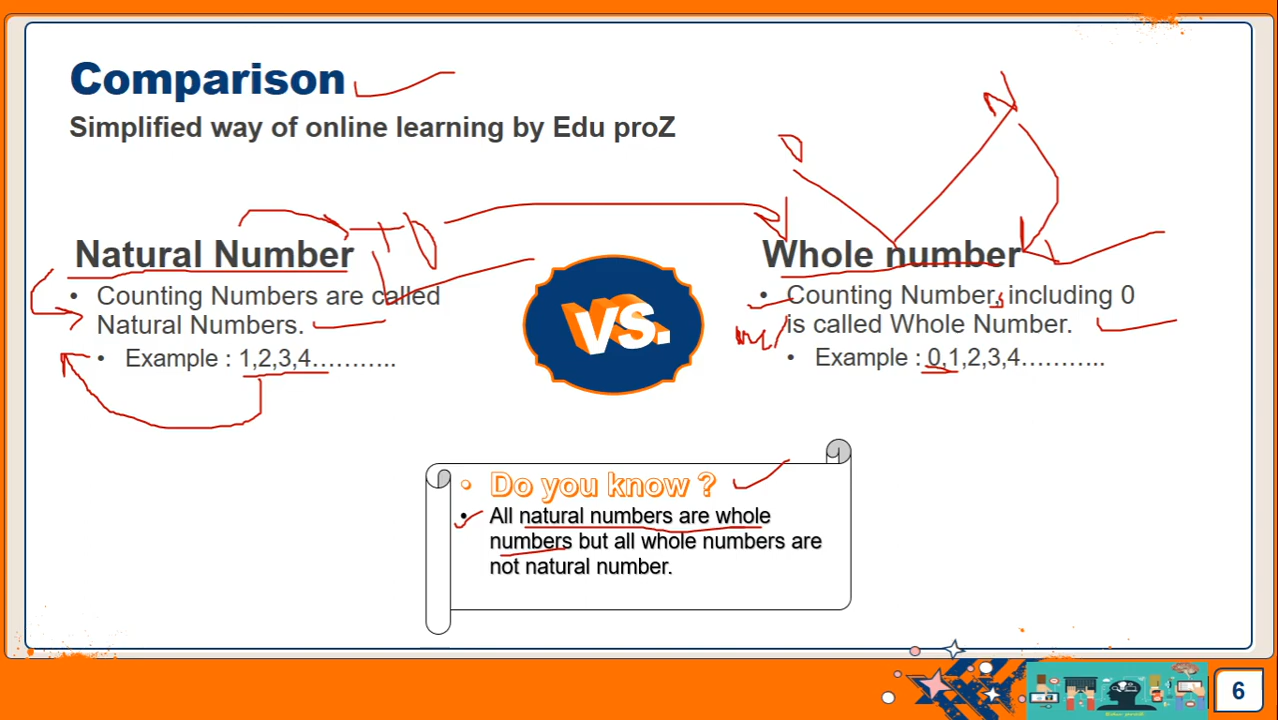 Comparison
Simplified way of online learning by Edu proZ
Natural Number
+ 0
• Counting Numbers are called
Natural Numbers.
• Example : 1,2,3,4………..
VS.
0
N
Whole number
• Counting Number, including 0
is called Whole Number.
• Example : 0,1,2,3,4………..
• Do you know ?
• All natural numbers are whole
numbers but all whole numbers are
not natural number.
6